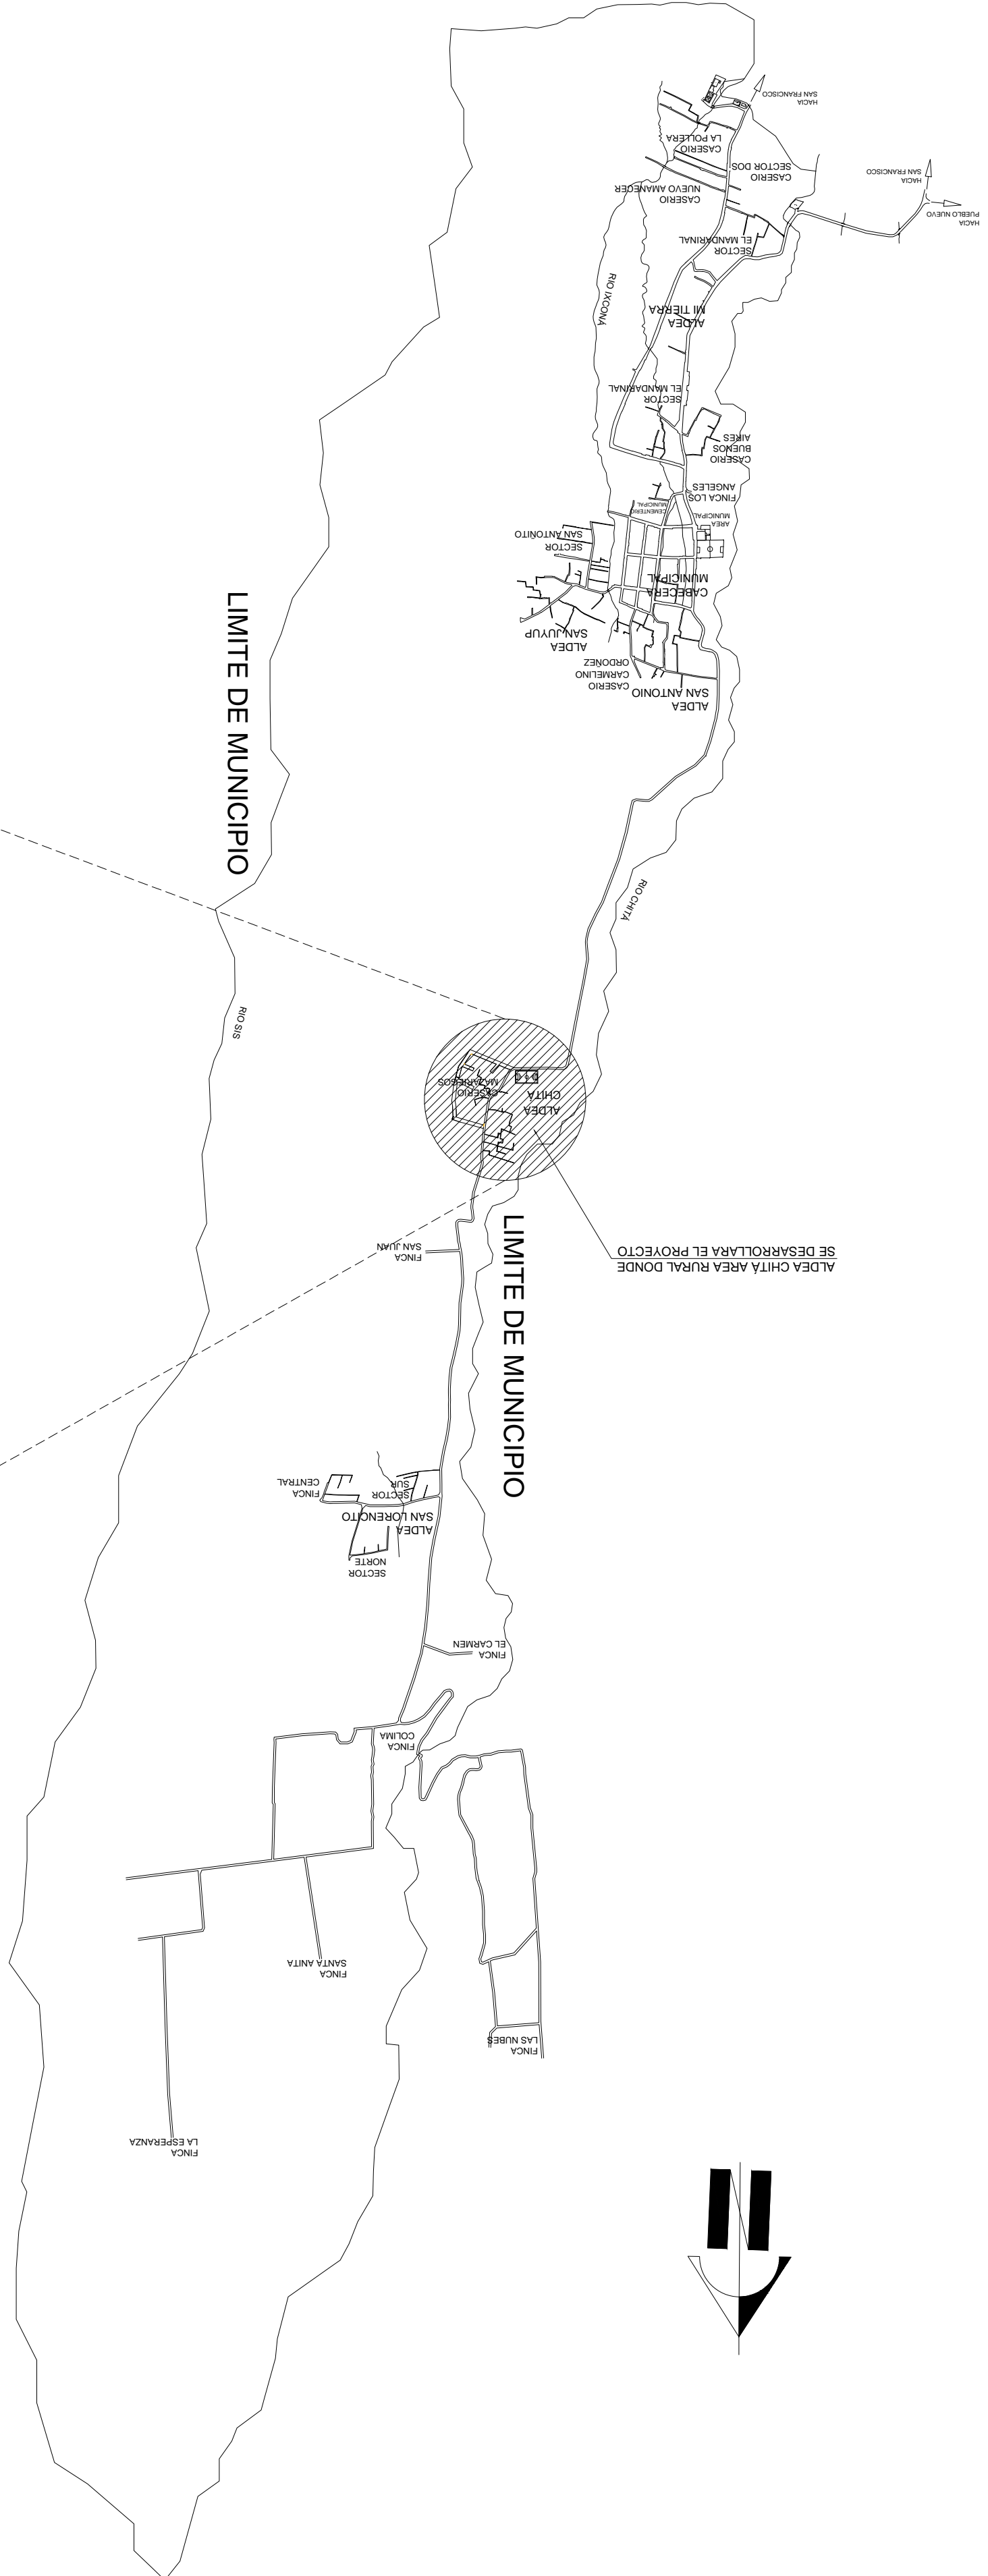 N
FINCA
LA ESPERANZA
FINCA
LAS NUBES
FINCA
SANTA ANITA
FINCA
COLIMA
FINCA
EL CARMEN
SECTOR
NORTE
ALDEA
SAN LORENCITO
SECTOR
SUR
FINCA
CENTRAL
LIMITE DE MUNICIPIO
ALDEA CHITÁ AREA RURAL DONDE
SE DESARROLLARA EL PROYECTO
FINCA
SAN JUAN
ALDEA
CHITÁ
CASERIO
MAZARIEGOS
RIO SIS
RIO CHITÁ
LIMITE DE MUNICIPIO
ALDEA
SAN ANTONIO
CASERIO
CARMELINO
ORDOÑEZ
ALDEA
SAN JUYUP
CABECERA
MUNICIPAL
SECTOR
SAN ANTOÑITO
AREA
MUNICIPAL
CEMENTERIO
MUNICIPAL
FINCA LOS
ANGELES
CASERIO
BUENOS
AIRES
SECTOR
EL MANDARINAL
ALDEA
MI TIERRA
RIO IXCONÁ
SECTOR
EL MANDARINAL
HACIA
PUEBLO NUEVO
CASERIO
NUEVO AMANECER
HACIA
SAN FRANCISCO
CASERIO
SECTOR DOS
CASERIO
LA POLLERA
HACIA
SAN FRANCISCO